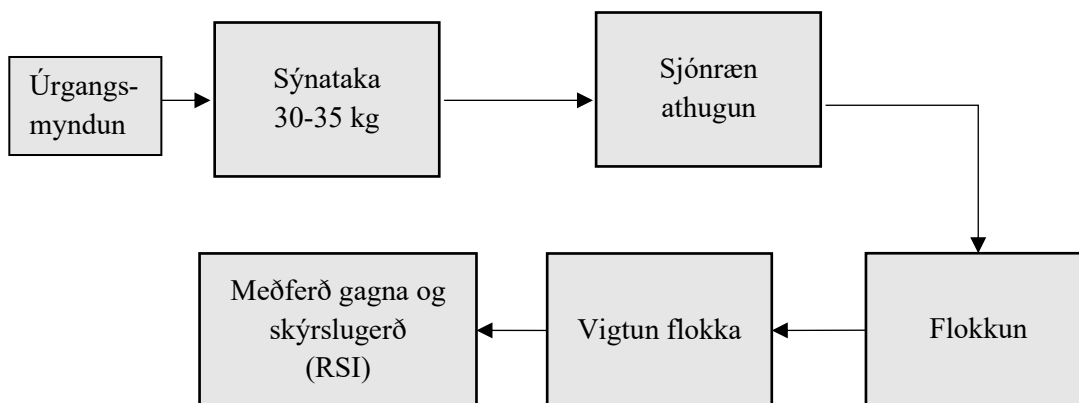 Úrgangs-
myndun
Sýnataka
30-35 kg
Sjónræn
athugun
Flokkun
Vigtun flokka
Meðferð gagna og
skýrslugerð
(RSI)